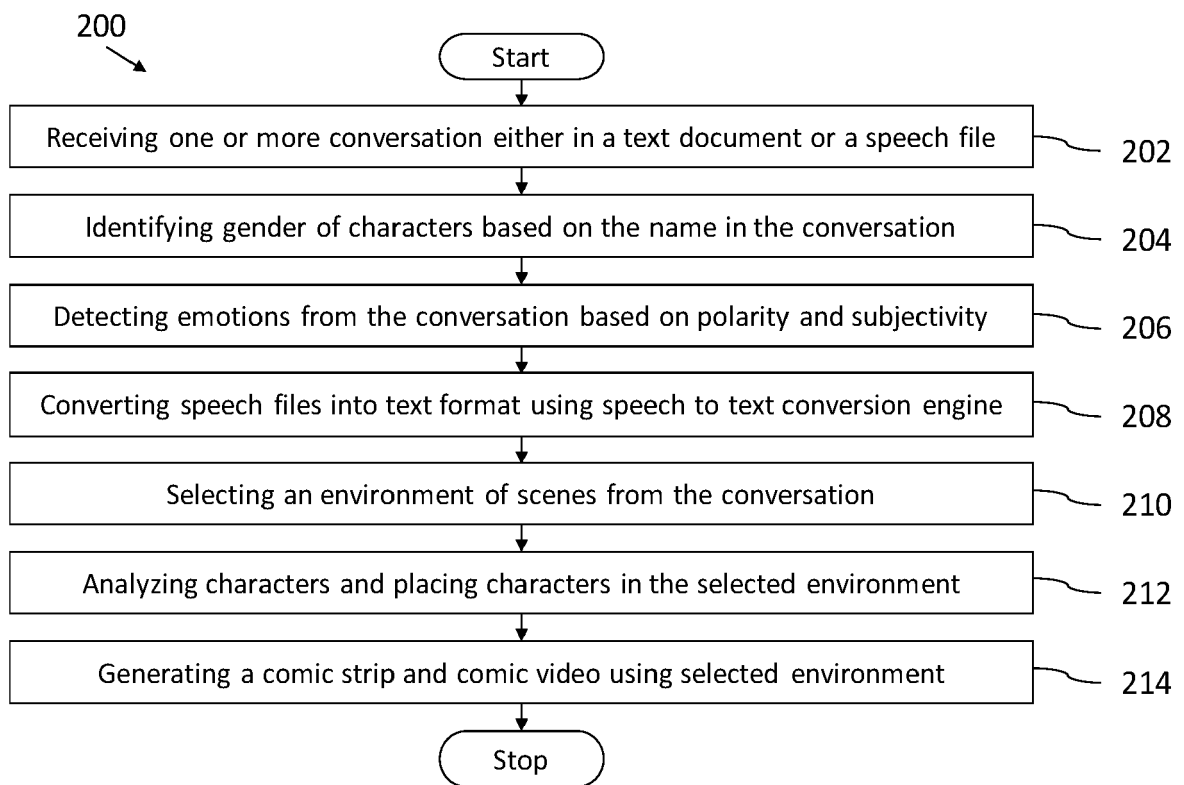 200
Start
Receiving one or more conversation either in a text document or a speech file
202
Identifying gender of characters based on the name in the conversation
204
Detecting emotions from the conversation based on polarity and subjectivity
206
Converting speech files into text format using speech to text conversion engine
208
Selecting an environment of scenes from the conversation
210
Analyzing characters and placing characters in the selected environment
212
Generating a comic strip and comic video using selected environment
214
Stop